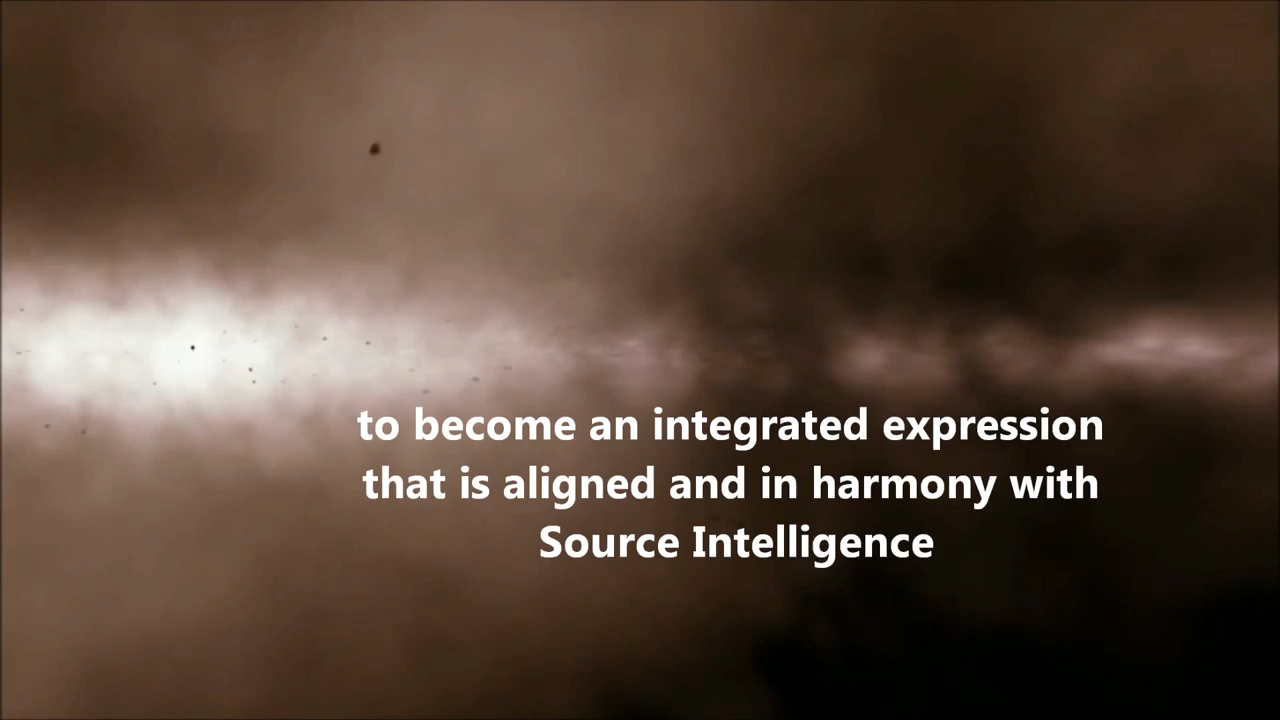 to become an integrated expression
that is aligned and in harmony with
Source Intelligence